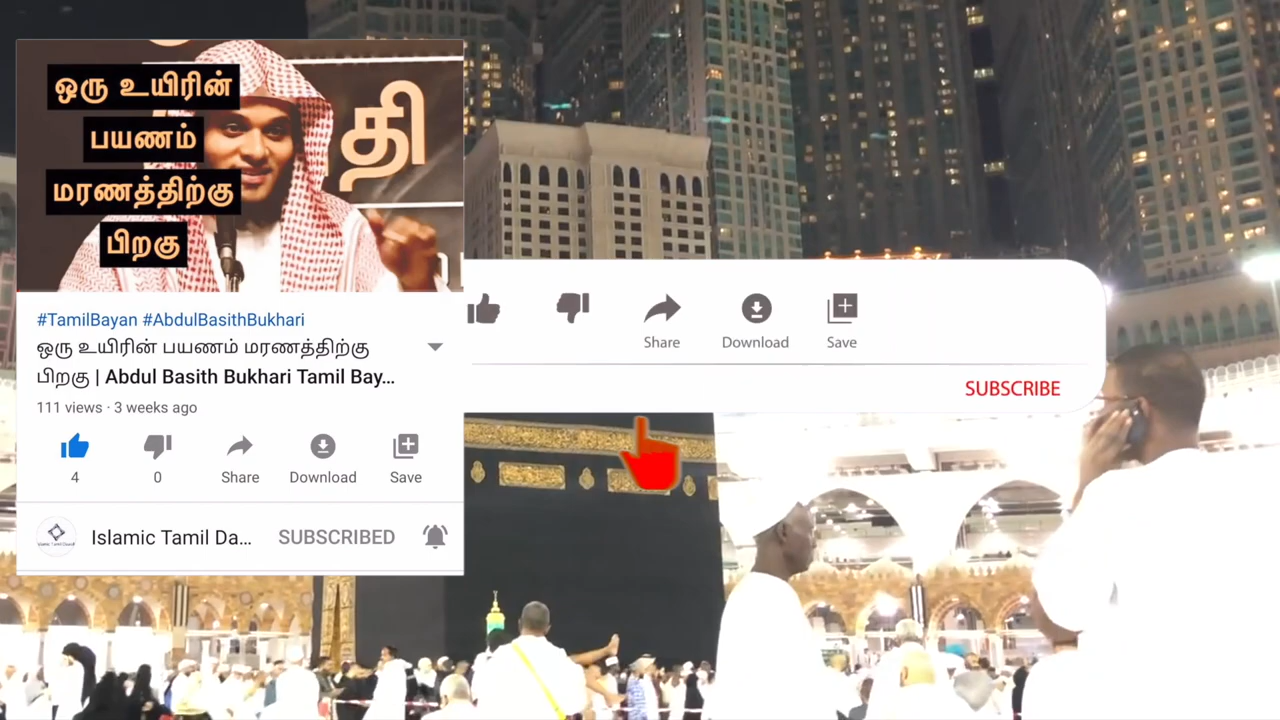 ஒரு உயிரின்
பயணம்
மரணத்திற்கு
பிறகு
தி
#TamilBayan #AbdulBasithBukhari
ஒரு உயிரின் பயணம் மரணத்திற்கு
பிறகு | Abdul Basith Bukhari Tamil Bay...
111 views · 3 weeks ago
4 0 Share Download Save
Islamic Tamil Da... SUBSCRIBED
Share Download Save
SUBSCRIBE